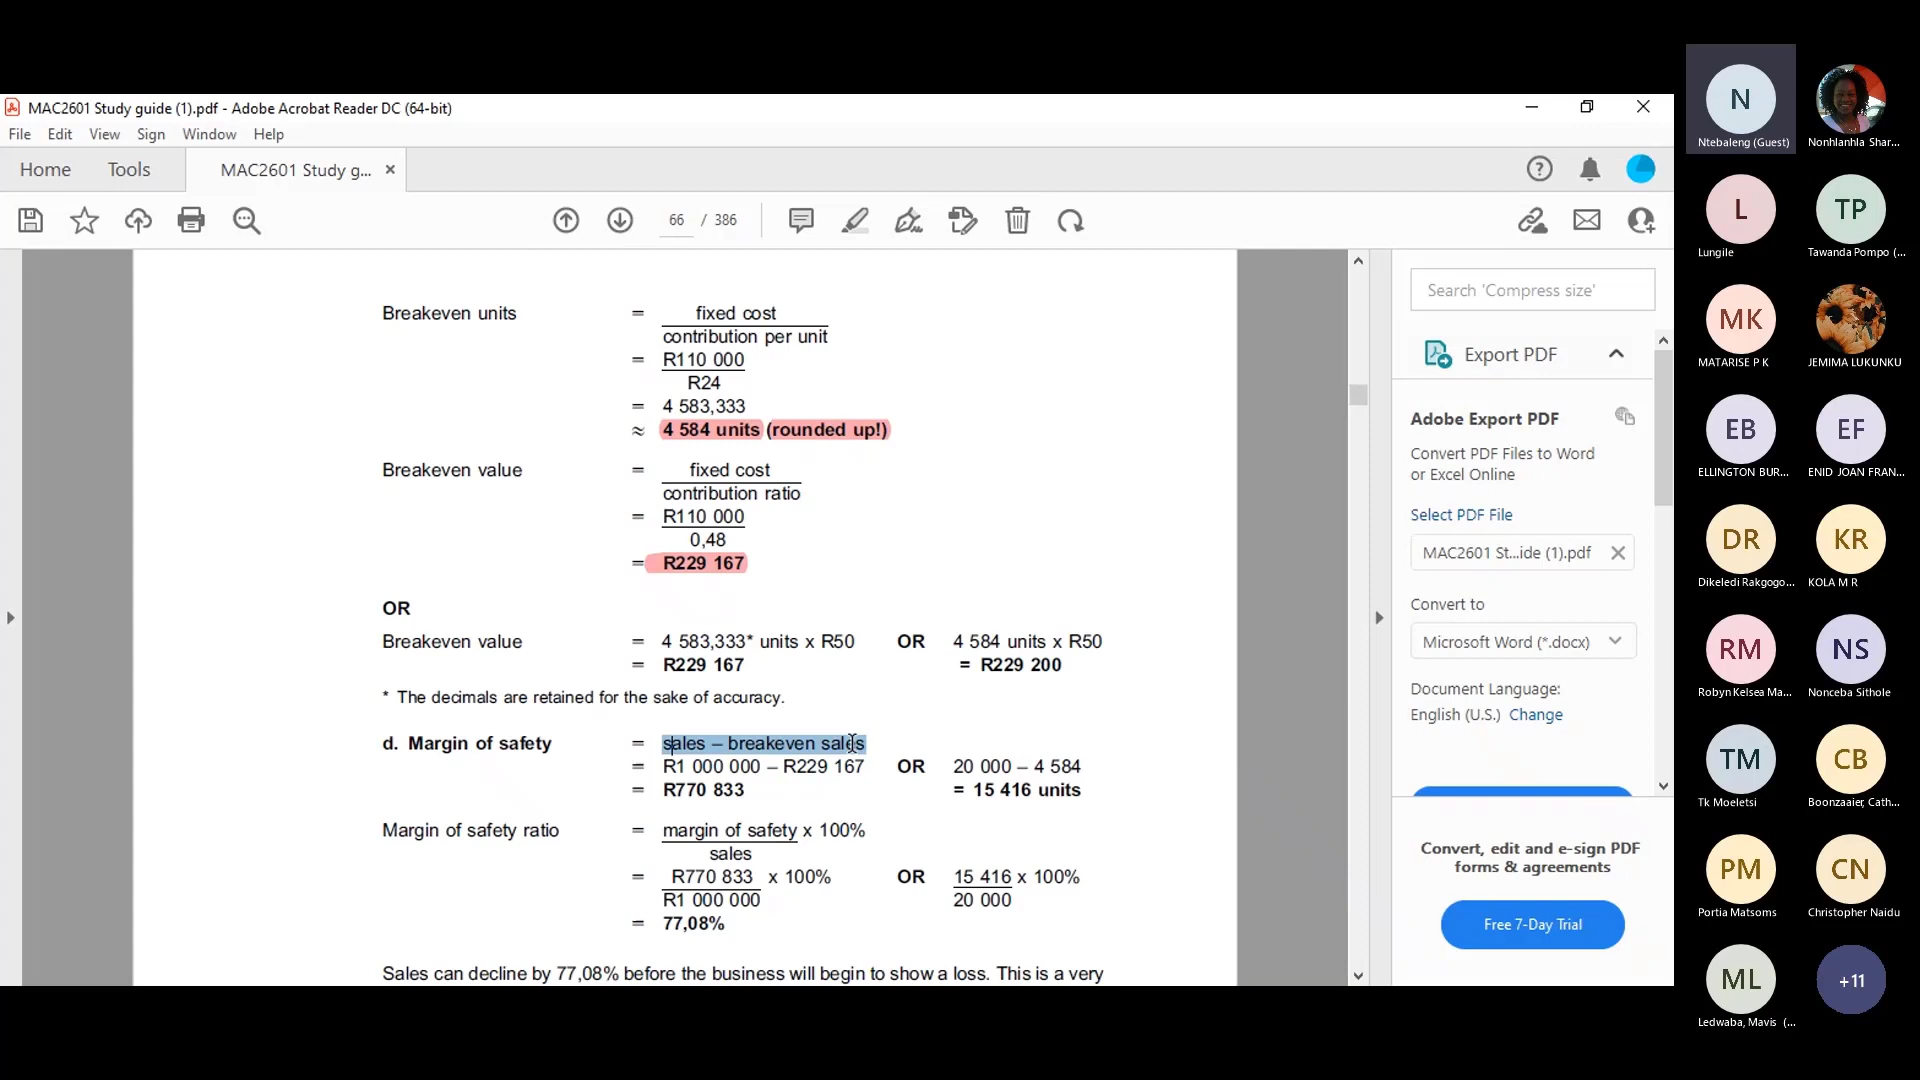 MAC2601 Study guide (1).pdf - Adobe Acrobat Reader DC (64-bit)
File Edit View Sign Window Help
Home Tools MAC2601 Study g...
66 / 386
Breakeven units = fixed cost
contribution per unit
= R110 000
R24
= 4 583,333
≈ 4 584 units (rounded up!)
Breakeven value = fixed cost
contribution ratio
= R110 000
0,48
= R229 167
OR
Breakeven value = 4 583,333* units x R50 OR 4 584 units x R50
= R229 167 = R229 200
* The decimals are retained for the sake of accuracy.
d. Margin of safety = sales – breakeven sales
= R1 000 000 – R229 167 OR 20 000 – 4 584
= R770 833 = 15 416 units
Margin of safety ratio = margin of safety x 100%
sales
= R770 833 x 100% OR 15 416 x 100%
R1 000 000 20 000
= 77,08%
Sales can decline by 77,08% before the business will begin to show a loss. This is a very
Search 'Compress size'
Export PDF
Adobe Export PDF
Convert PDF Files to Word
or Excel Online
Select PDF File
MAC2601 St...ide (1).pdf
Convert to
Microsoft Word (*.docx)
Document Language:
English (U.S.) Change
Convert, edit and e-sign PDF
forms & agreements
Free 7-Day Trial
N
Ntebaleng (Guest) Nonhlanhla Shar...
L TP
Lungile Tawanda Pompo (...
MK
MATARISE P K JEMIMA LUKUNKU
EB EF
ELLINGTON BUR... ENID JOAN FRAN...
DR KR
Dikeledi Rakgogo... KOLA M R
RM NS
Robyn Kelsea Ma... Nonceba Sithole
TM CB
Tk Moeletsi Boonzaaier, Cath...
PM CN
Portia Matsoms Christopher Naidu
ML +11
Ledwaba, Mavis (...